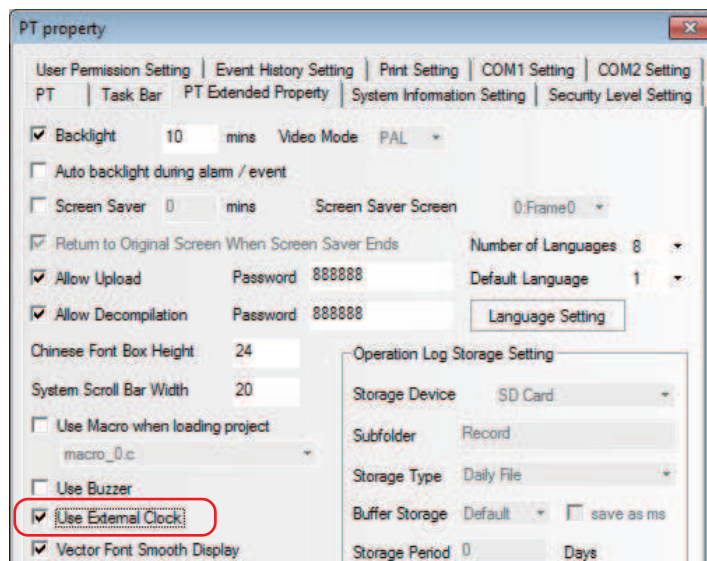 PT property
User Permission Setting Event History Setting Print Setting COM1 Setting COM2 Setting
PT Task Bar PT Extended Property System Information Setting Security Level Setting
Backlight 10 mins Video Mode PAL
Auto backlight during alarm / event
Screen Saver 0 mins Screen Saver Screen 0:Frame0
Return to Original Screen When Screen Saver Ends Number of Languages 8
Allow Upload Password 888888 Default Language 1
Allow Decompilation Password 888888 Language Setting
Chinese Font Box Height 24 Operation Log Storage Setting
System Scroll Bar Width 20 Storage Device SD Card
Use Macro when loading project Subfolder Record
macro_0.c
Storage Type Daily File
Use Buzzer
Use External Clock Buffer Storage Default save as ms
Vector Font Smooth Display Storage Period 0 Days